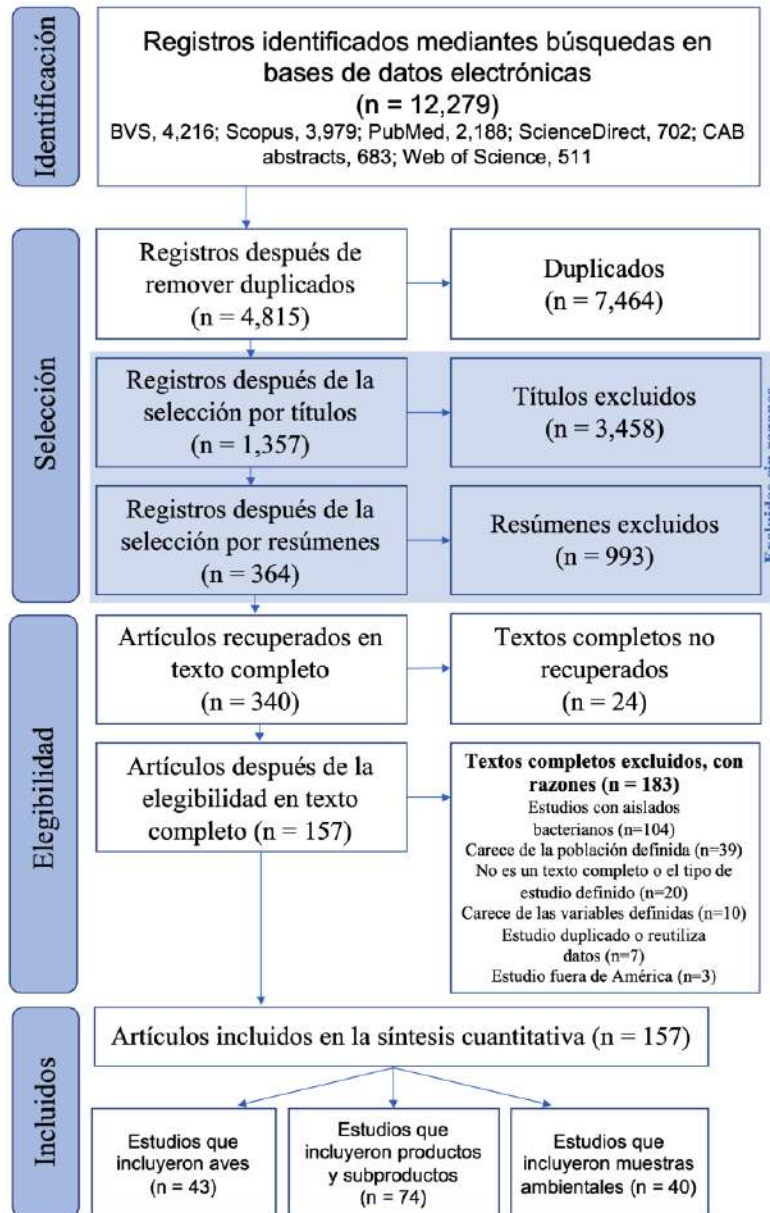 Identificación
Registros identificados mediantes búsquedas en
bases de datos electrónicas
(n = 12,279)
BVS, 4,216; Scopus, 3,979; PubMed, 2,188; ScienceDirect, 702; CAB
abstracts, 683; Web of Science, 511
Selección
Registros después de
remover duplicados
(n = 4,815)
Duplicados
(n = 7,464)
Registros después de la
selección por títulos
(n = 1,357)
Títulos excluidos
(n = 3,458)
Registros después de la
selección por resúmenes
(n = 364)
Resúmenes excluidos
(n = 993)
Elegibilidad
Artículos recuperados en
texto completo
(n = 340)
Textos completos no
recuperados
(n = 24)
Artículos después de la
elegibilidad en texto
completo (n = 157)
Textos completos excluidos, con
razones (n = 183)
Estudios con aislados
bacterianos (n=104)
Carece de la población definida (n=39)
No es un texto completo o el tipo de
estudio definido (n=20)
Carece de las variables definidas (n=10)
Estudio duplicado o reutiliza
datos (n=7)
Estudio fuera de América (n=3)
Incluidos
Artículos incluidos en la síntesis cuantitativa (n = 157)
Estudios que
incluyeron aves
(n = 43)
Estudios que
incluyeron productos
y subproductos
(n = 74)
Estudios que
incluyeron muestras
ambientales (n = 40)